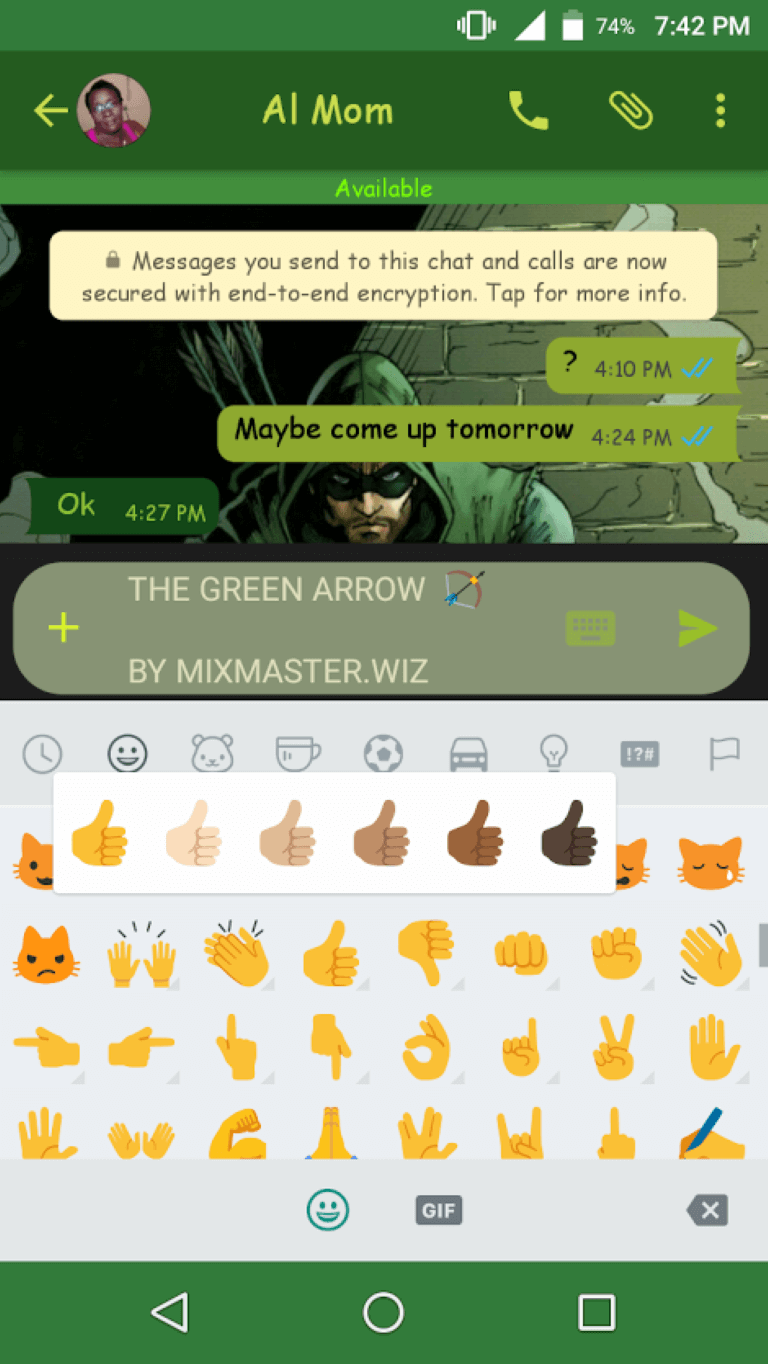 74% 7:42 PM
Al Mom
Available
Messages you send to this chat and calls are now
secured with end-to-end encryption. Tap for more info.
? 4:10 PM
Maybe come up tomorrow 4:24 PM
Ok 4:27 PM
THE GREEN ARROW 🏹
BY MIXMASTER.WIZ
!?#
GIF